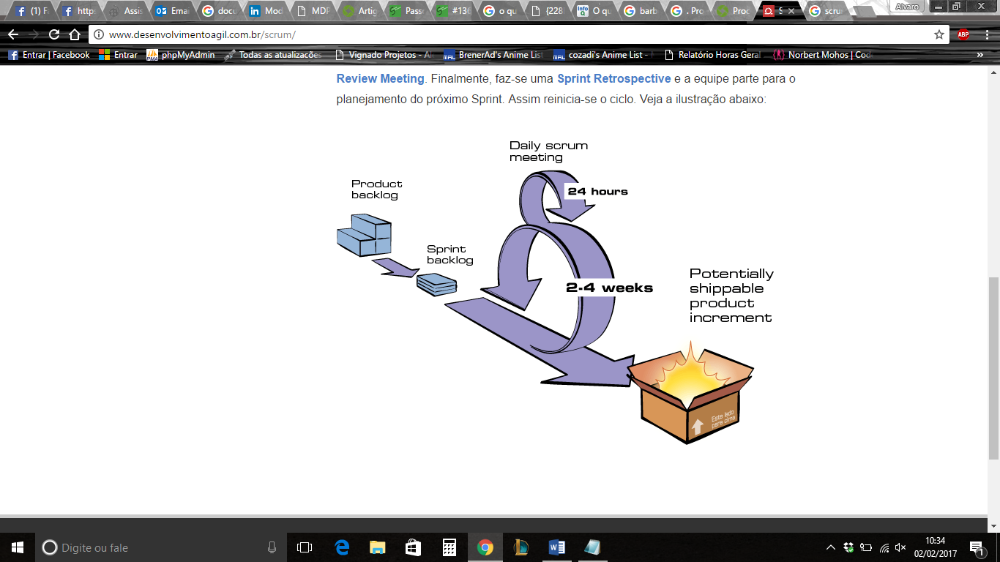 (1) F
http
Assis
Ema
docu
Mod
MDF
Artig
Pass
#136
o qu
{228
O qu
barb
. Pro
Proc
S
scru
Alvaro
www.desenvolvimentoagil.com.br/scrum/
ABP
Entrar | Facebook
Entrar
phpMyAdmin
Todas as atualizações
Vignado Projetos - Al
BrenerAd's Anime List
cozadi's Anime List -
Relatório Horas Geral
Norbert Mohos | Cod
»
Review Meeting. Finalmente, faz-se uma Sprint Retrospective e a equipe parte para o
planejamento do próximo Sprint. Assim reinicia-se o ciclo. Veja a ilustração abaixo:
Daily scrum
meeting
24 hours
Product
backlog
Sprint
backlog
2-4 weeks
Potentially
shippable
product
increment
Este lado
para cima
Digite ou fale
10:34
02/02/2017
1